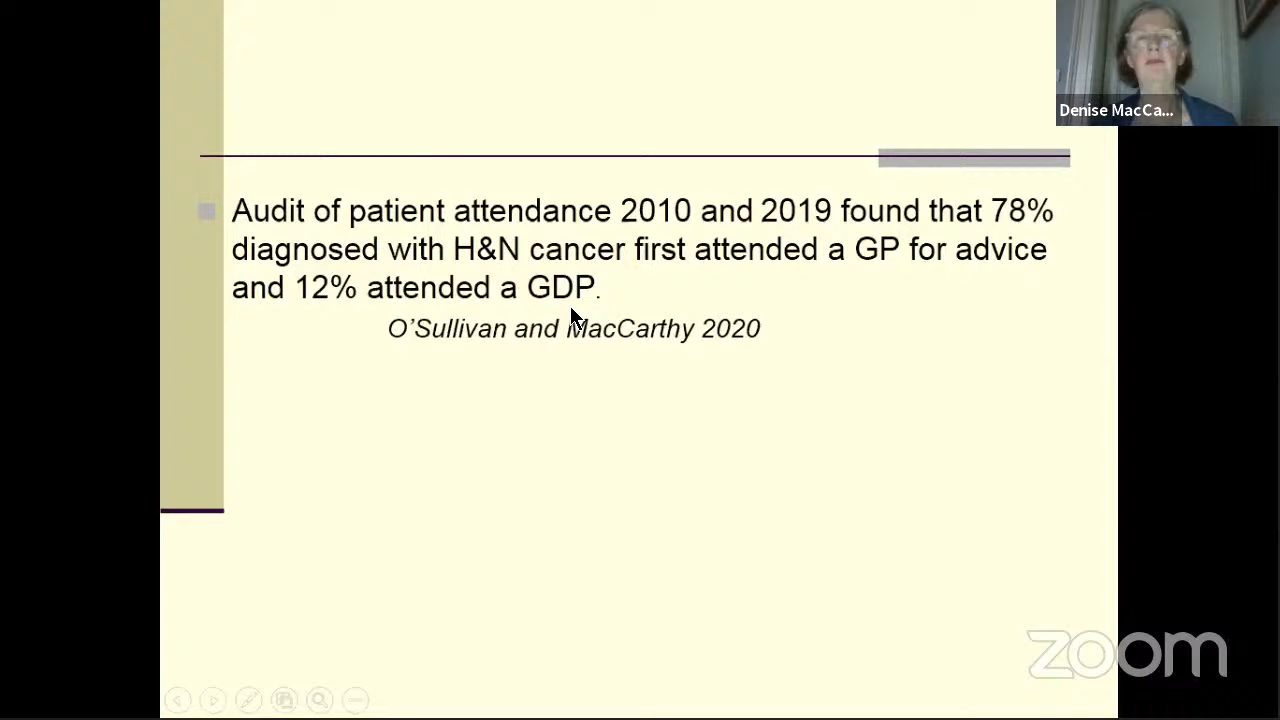 Denise MacCa...
Audit of patient attendance 2010 and 2019 found that 78%
diagnosed with H&N cancer first attended a GP for advice
and 12% attended a GDP.
O’Sullivan and MacCarthy 2020
zoom